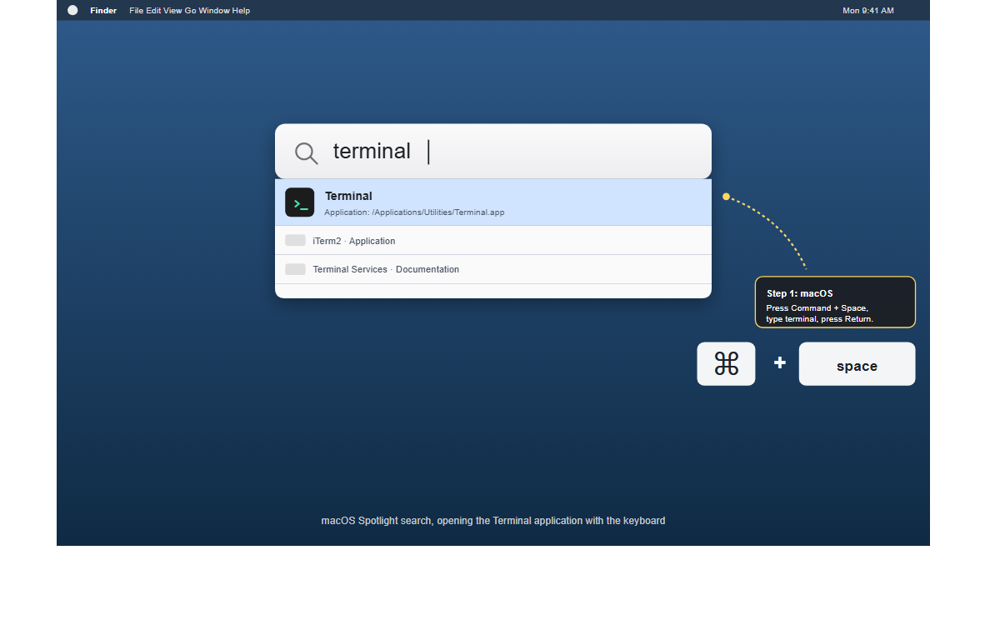 Finder File Edit View Go Window Help Mon 9:41 AM
terminal
>_
Terminal
Application: /Applications/Utilities/Terminal.app
iTerm2 · Application
Terminal Services · Documentation
Step 1: macOS
Press Command + Space,
type terminal, press Return.
⌘ + space
macOS Spotlight search, opening the Terminal application with the keyboard